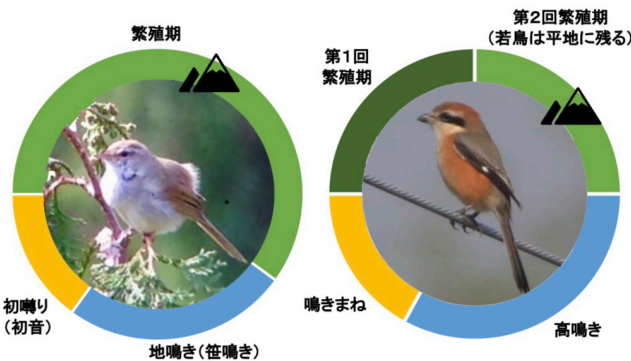 繁殖期
初囀り
(初音)
地鳴き(笹鳴き)
第1回
繁殖期
第2回繁殖期
(若鳥は平地に残る)
鳴きまね
高鳴き